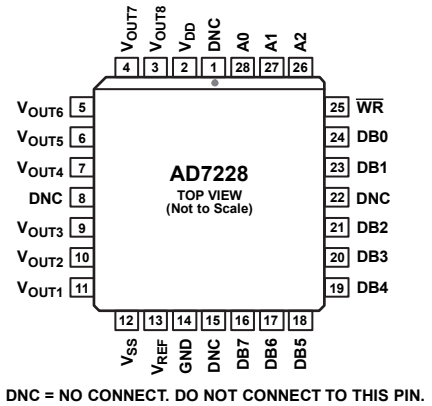 VOUT7
VOUT8
VDD
DNC
A0
A1
A2
4
3
2
1
28
27
26
VOUT6 5
VOUT5 6
VOUT4 7
DNC 8
VOUT3 9
VOUT2 10
VOUT1 11
AD7228
TOP VIEW
(Not to Scale)
25 WR
24 DB0
23 DB1
22 DNC
21 DB2
20 DB3
19 DB4
12
13
14
15
16
17
18
VSS
VREF
GND
DNC
DB7
DB6
DB5
DNC = NO CONNECT. DO NOT CONNECT TO THIS PIN.